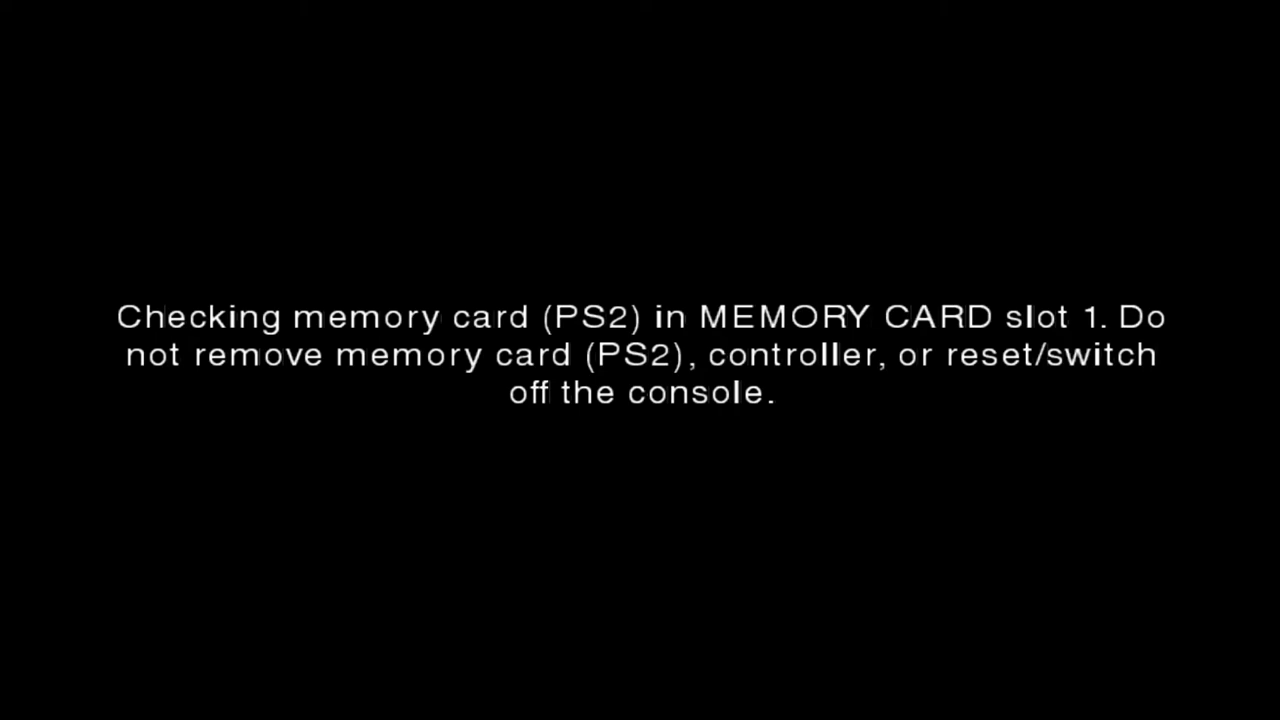 Checking memory card (PS2) in MEMORY CARD slot 1. Do
not remove memory card (PS2), controller, or reset/switch
off the console.